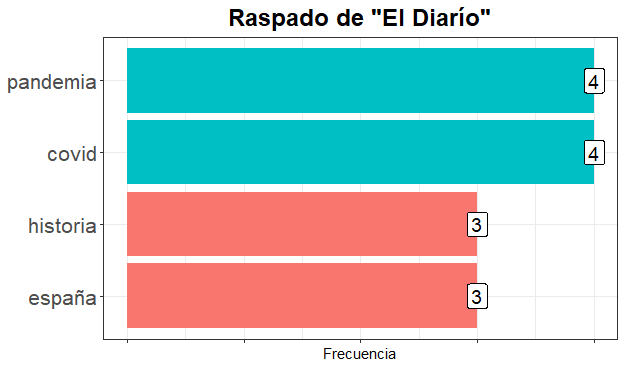 Raspado de "El Diarío"
pandemia
4
covid
4
historia
3
españa
3
Frecuencia